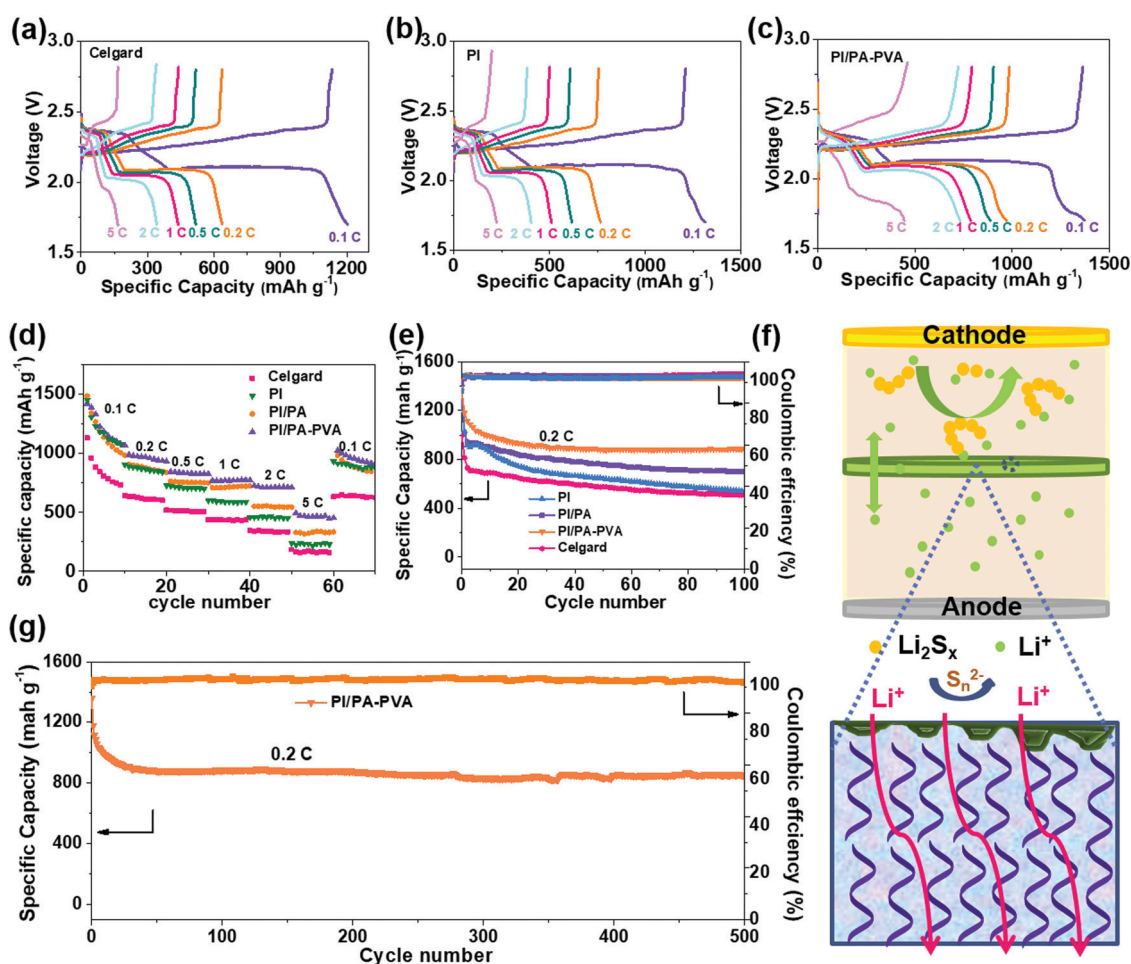 (a)
Celgard
3.0
2.5
2.0
1.5
Voltage (V)
5 C
2 C
1 C
0.5 C
0.2 C
0.1 C
0
300
600
900
1200
Specific Capacity (mAh g-1)
(b)
PI
3.0
2.5
2.0
1.5
Voltage (V)
5 C
2 C
1 C
0.5 C
0.2 C
0.1 C
0
500
1000
1500
Specific Capacity (mAh g-1)
(c)
PI/PA-PVA
3.0
2.5
2.0
1.5
Voltage (V)
5 C
2 C
1 C
0.5 C
0.2 C
0.1 C
0
500
1000
1500
Specific Capacity (mAh g-1)
(d)
Celgard
PI
PI/PA
PI/PA-PVA
1500
1000
500
0
Specific capacity (mAh g-1)
0.1 C
0.2 C
0.5 C
1 C
2 C
5 C
0.1 C
0
10
20
30
40
50
60
cycle number
(e)
1600
1200
800
400
0
Specific Capacity (mah g-1)
0.2 C
PI
PI/PA
PI/PA-PVA
Celgard
100
80
60
40
20
0
Coulombic effciency (%)
0
20
40
60
80
100
Cycle number
(f)
Cathode
Anode
Li2Sx
Li+
Sn2-
Li+
Li+
(g)
1600
1200
800
400
0
Specific Capacity (mah g-1)
PI/PA-PVA
0.2 C
100
80
60
40
20
0
Coulombic effciency (%)
0
100
200
300
400
500
Cycle number